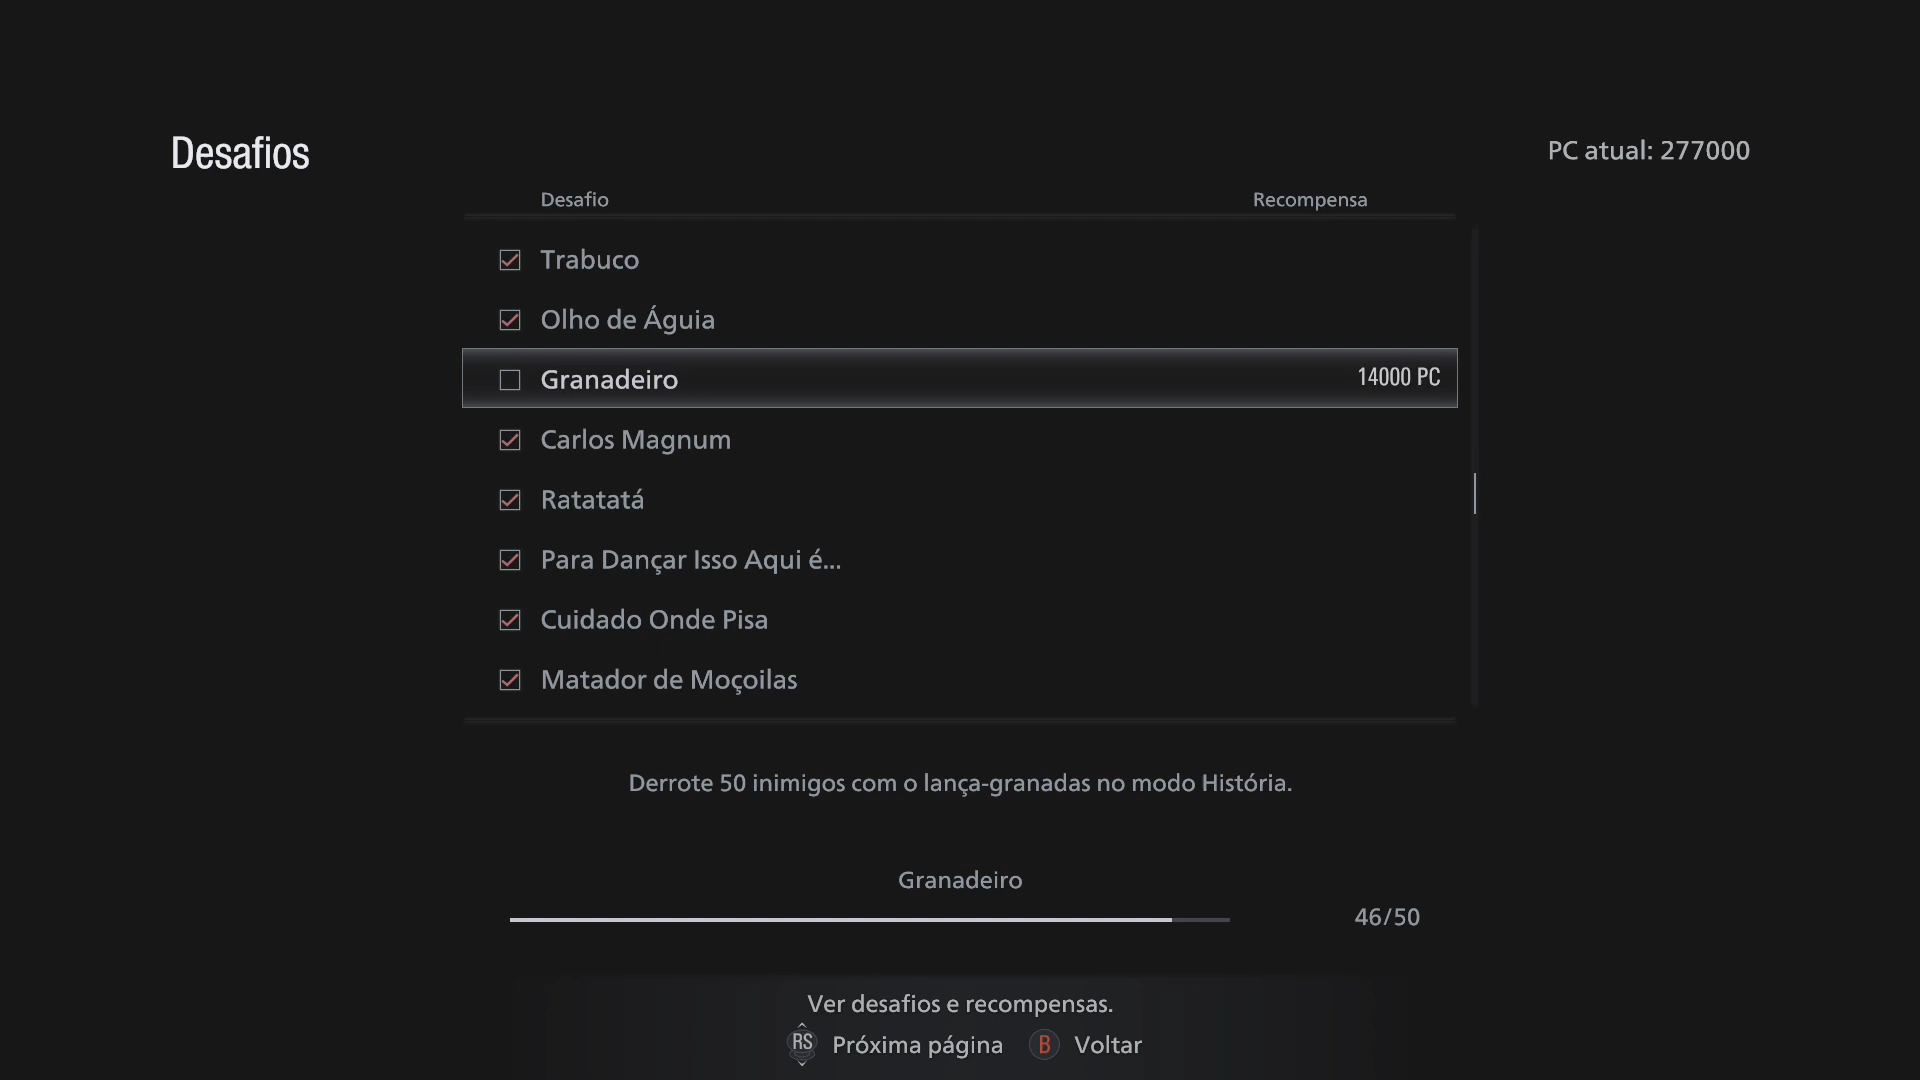 Desafios
PC atual: 277000
Desafio Recompensa
Trabuco
Olho de Águia
Granadeiro 14000 PC
Carlos Magnum
Ratatatá
Para Dançar Isso Aqui é...
Cuidado Onde Pisa
Matador de Moçoilas
Derrote 50 inimigos com o lança-granadas no modo História.
Granadeiro
46/50
Ver desafios e recompensas.
RS Próxima página B Voltar